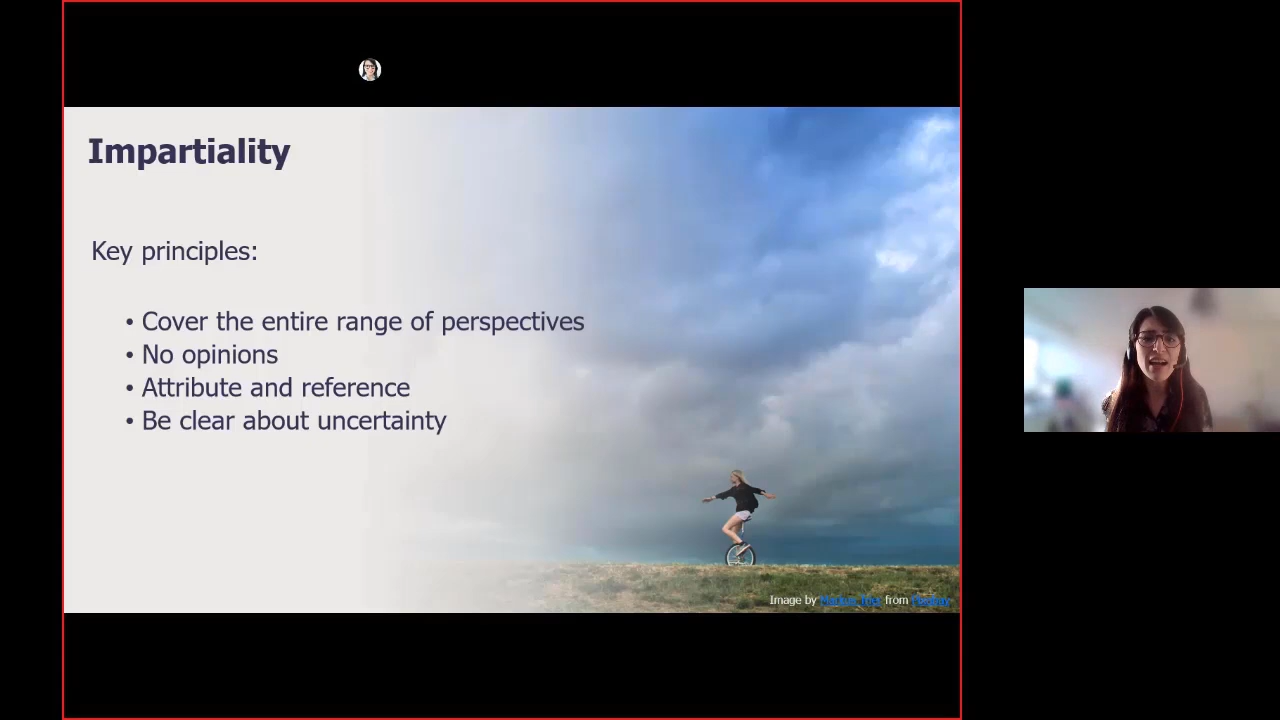 Impartiality
Key principles:
• Cover the entire range of perspectives
• No opinions
• Attribute and reference
• Be clear about uncertainty
Image by from Pixabay